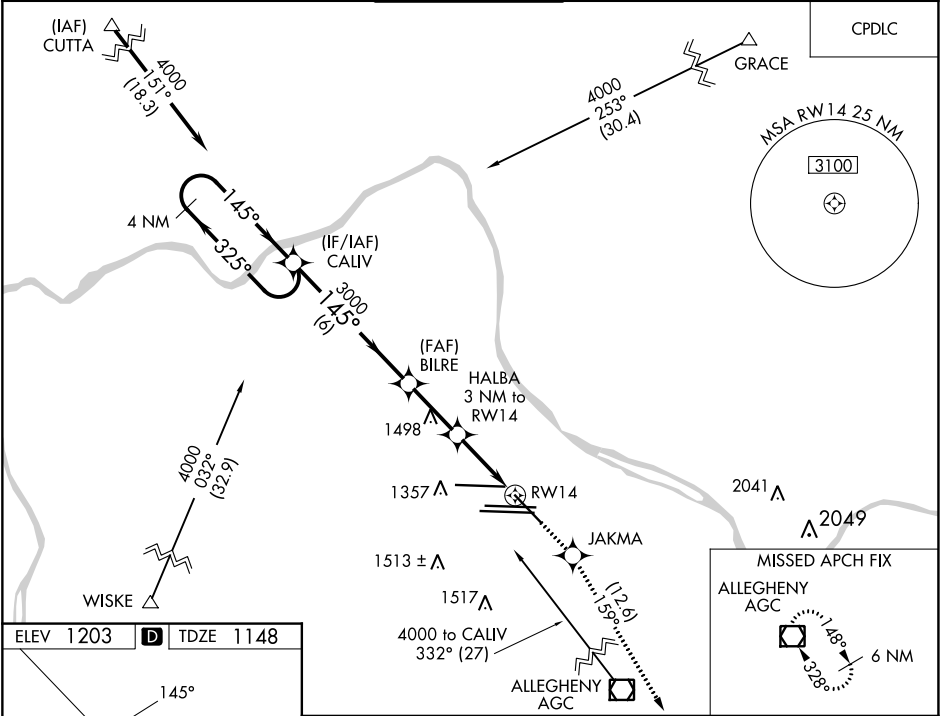 (IAF)
CUTTA
4000
151°
(18.3)
GRACE
4000
253°
(30.4)
CPDLC
MSA RW14 25 NM
3100
4 NM
145°
325°
(IF/IAF)
CALIV
3000
145°
(6)
(FAF)
BILRE
HALBA
3 NM to
RW14
1498
1357
RW14
2041
2049
4000
032°
(32.9)
WISKE
JAKMA
1513 ±
1517
(12.6)
159°
4000 to CALIV
332° (27)
ALLEGHENY
AGC
MISSED APCH FIX
ALLEGHENY
AGC
148°
328°
6 NM
ELEV 1203 D TDZE 1148
145°